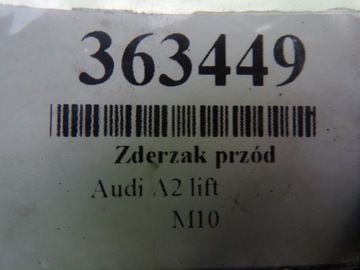 363449
Zderzak przód
Audi A2 lift
M10